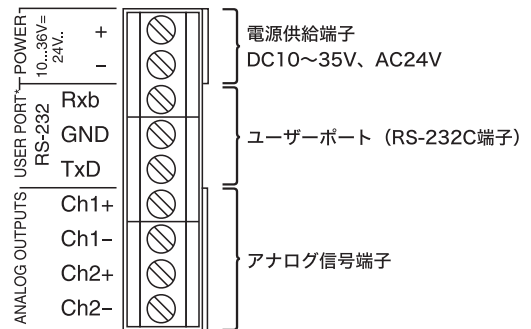 POWER
10...36V=
24V..
+
−
電源供給端子
DC10〜35V、AC24V
USER PORT*
RS-232
Rxb
GND
TxD
ユーザーポート（RS-232C端子）
ANALOG OUTPUTS
Ch1+
Ch1−
Ch2+
Ch2−
アナログ信号端子